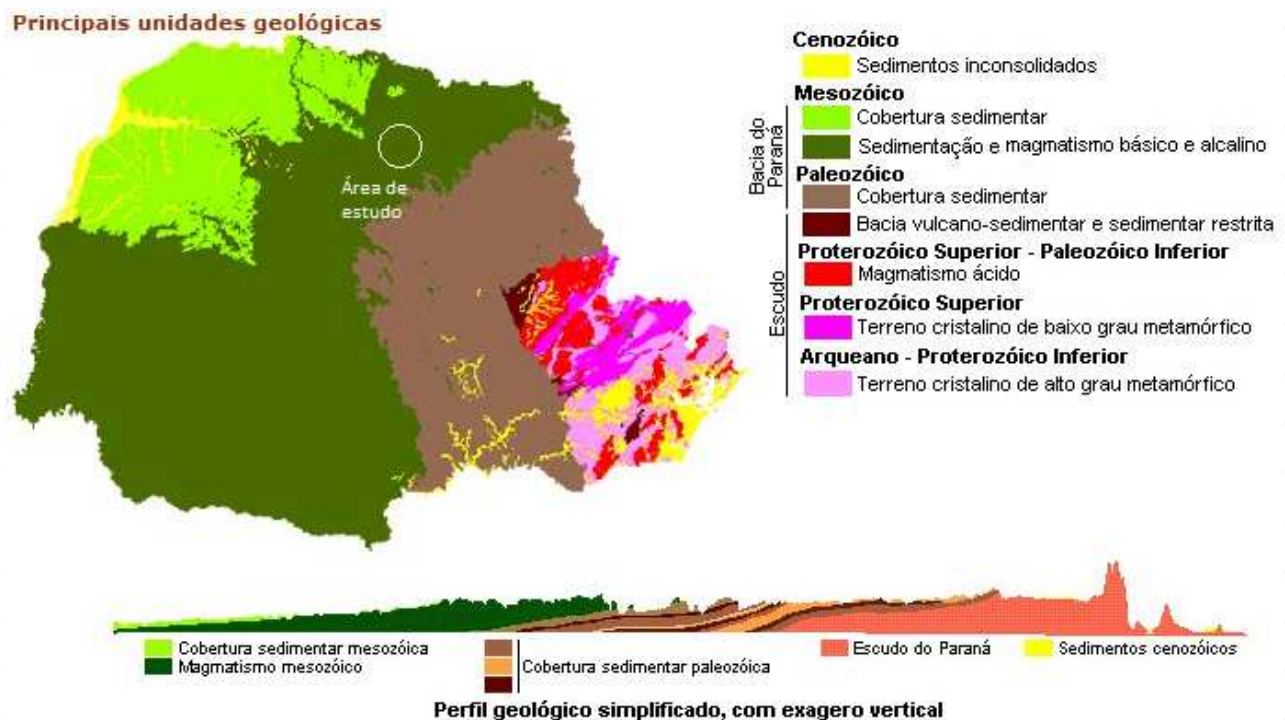 Principais unidades geológicas
Área de
estudo
Cenozóico
Sedimentos inconsolidados
Mesozóico
Cobertura sedimentar
Sedimentação e magmatismo básico e alcalino
Paleozóico
Cobertura sedimentar
Bacia vulcano-sedimentar e sedimentar restrita
Proterozóico Superior - Paleozóico Inferior
Magmatismo ácido
Proterozóico Superior
Terreno cristalino de baixo grau metamórfico
Arqueano - Proterozóico Inferior
Terreno cristalino de alto grau metamórfico
Bacia do
Paraná
Escudo
Cobertura sedimentar mesozóica
Magmatismo mesozóico
Cobertura sedimentar paleozóica
Escudo do Paraná
Sedimentos cenozóicos
Perfil geológico simplificado, com exagero vertical